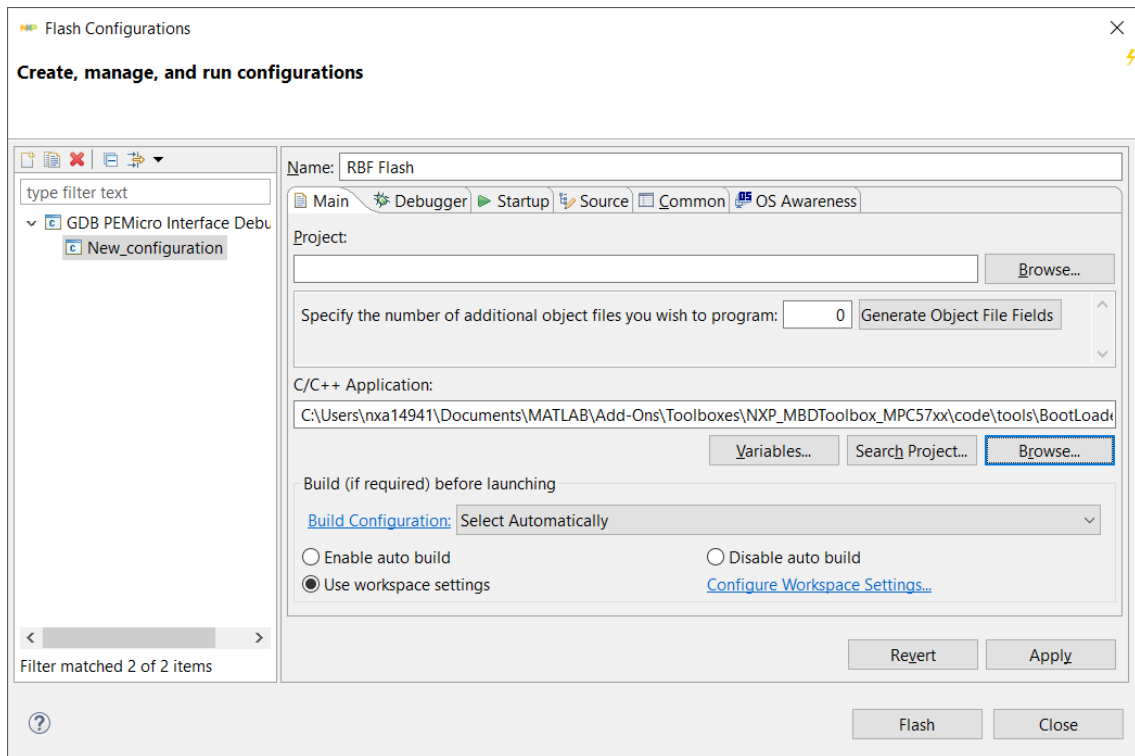 Flash Configurations
Create, manage, and run configurations
type filter text
GDB PEMicro Interface Debu
New_configuration
Filter matched 2 of 2 items
Name: RBF Flash
Main Debugger Startup Source Common OS Awareness
Project:
Browse...
Specify the number of additional object files you wish to program: 0 Generate Object File Fields
C/C++ Application:
C:\Users\nxa14941\Documents\MATLAB\Add-Ons\Toolboxes\NXP_MBDToolbox_MPC57xx\code\tools\BootLoade
Variables... Search Project... Browse...
Build (if required) before launching
Build Configuration: Select Automatically
Enable auto build Disable auto build
Use workspace settings Configure Workspace Settings...
Revert Apply
Flash Close